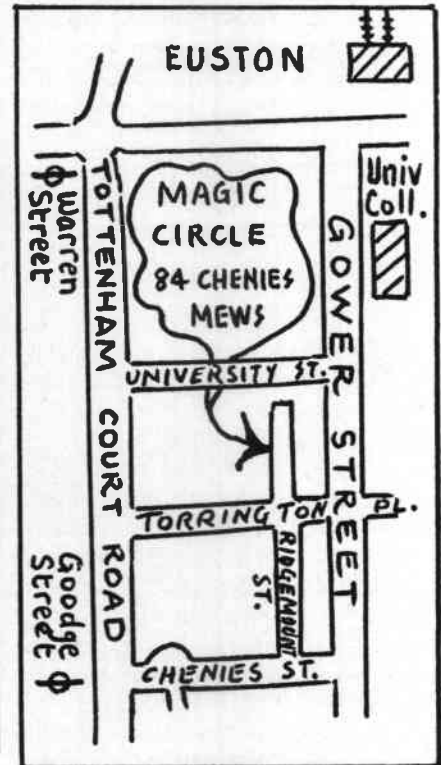 EUSTON
Univ
Coll.
Warren
Street
TOTTENHAM COURT ROAD
MAGIC
CIRCLE
84 CHENIES
MEWS
GOWER STREET
UNIVERSITY ST.
TORRINGTON PL.
RIDGEMOUNT
ST.
Goodge
Street
CHENIES ST.